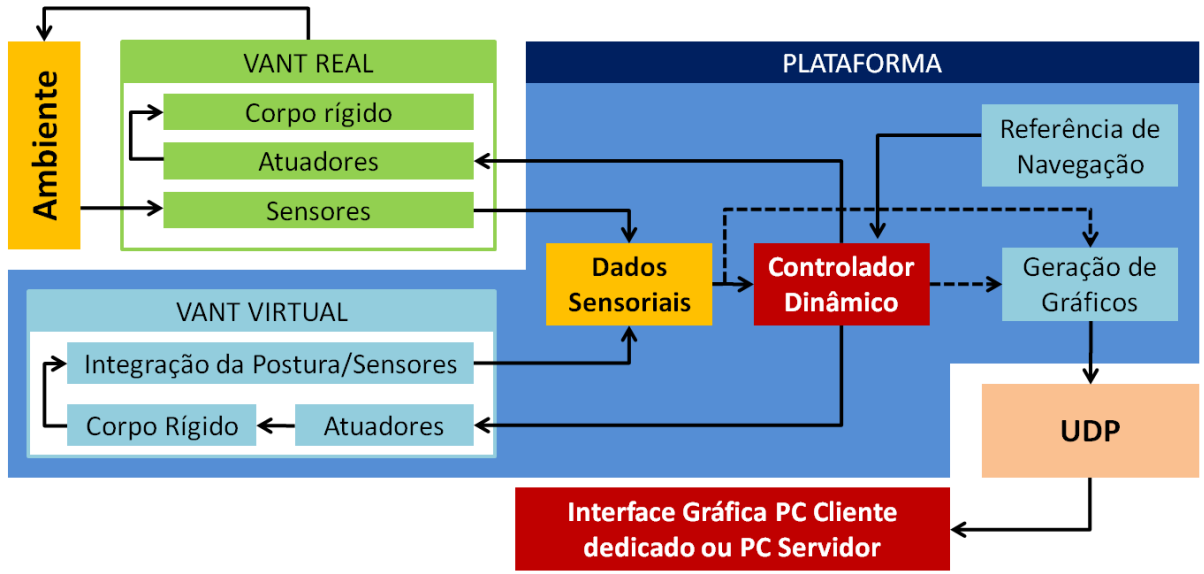 Ambiente
VANT REAL
Corpo rígido
Atuadores
Sensores
PLATAFORMA
Referência de
Navegação
Dados
Sensoriais
Controlador
Dinâmico
Geração de
Gráficos
VANT VIRTUAL
Integração da Postura/Sensores
Corpo Rígido
Atuadores
UDP
Interface Gráfica PC Cliente
dedicado ou PC Servidor